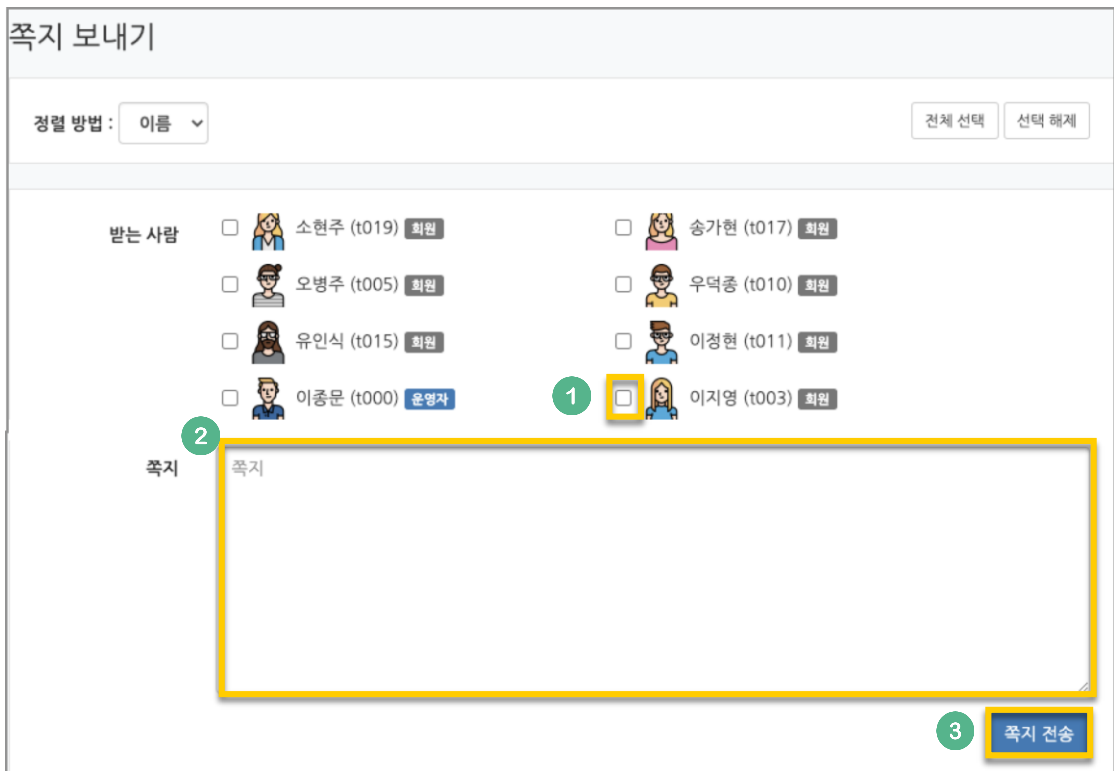 쪽지 보내기
정렬 방법 : 이름 전체 선택 선택 해제
받는 사람 소현주 (t019) 회원 송가현 (t017) 회원
오병주 (t005) 회원 우덕종 (t010) 회원
유인식 (t015) 회원 이정현 (t011) 회원
이종문 (t000) 운영자 1 이지영 (t003) 회원
2
쪽지 쪽지
3 쪽지 전송